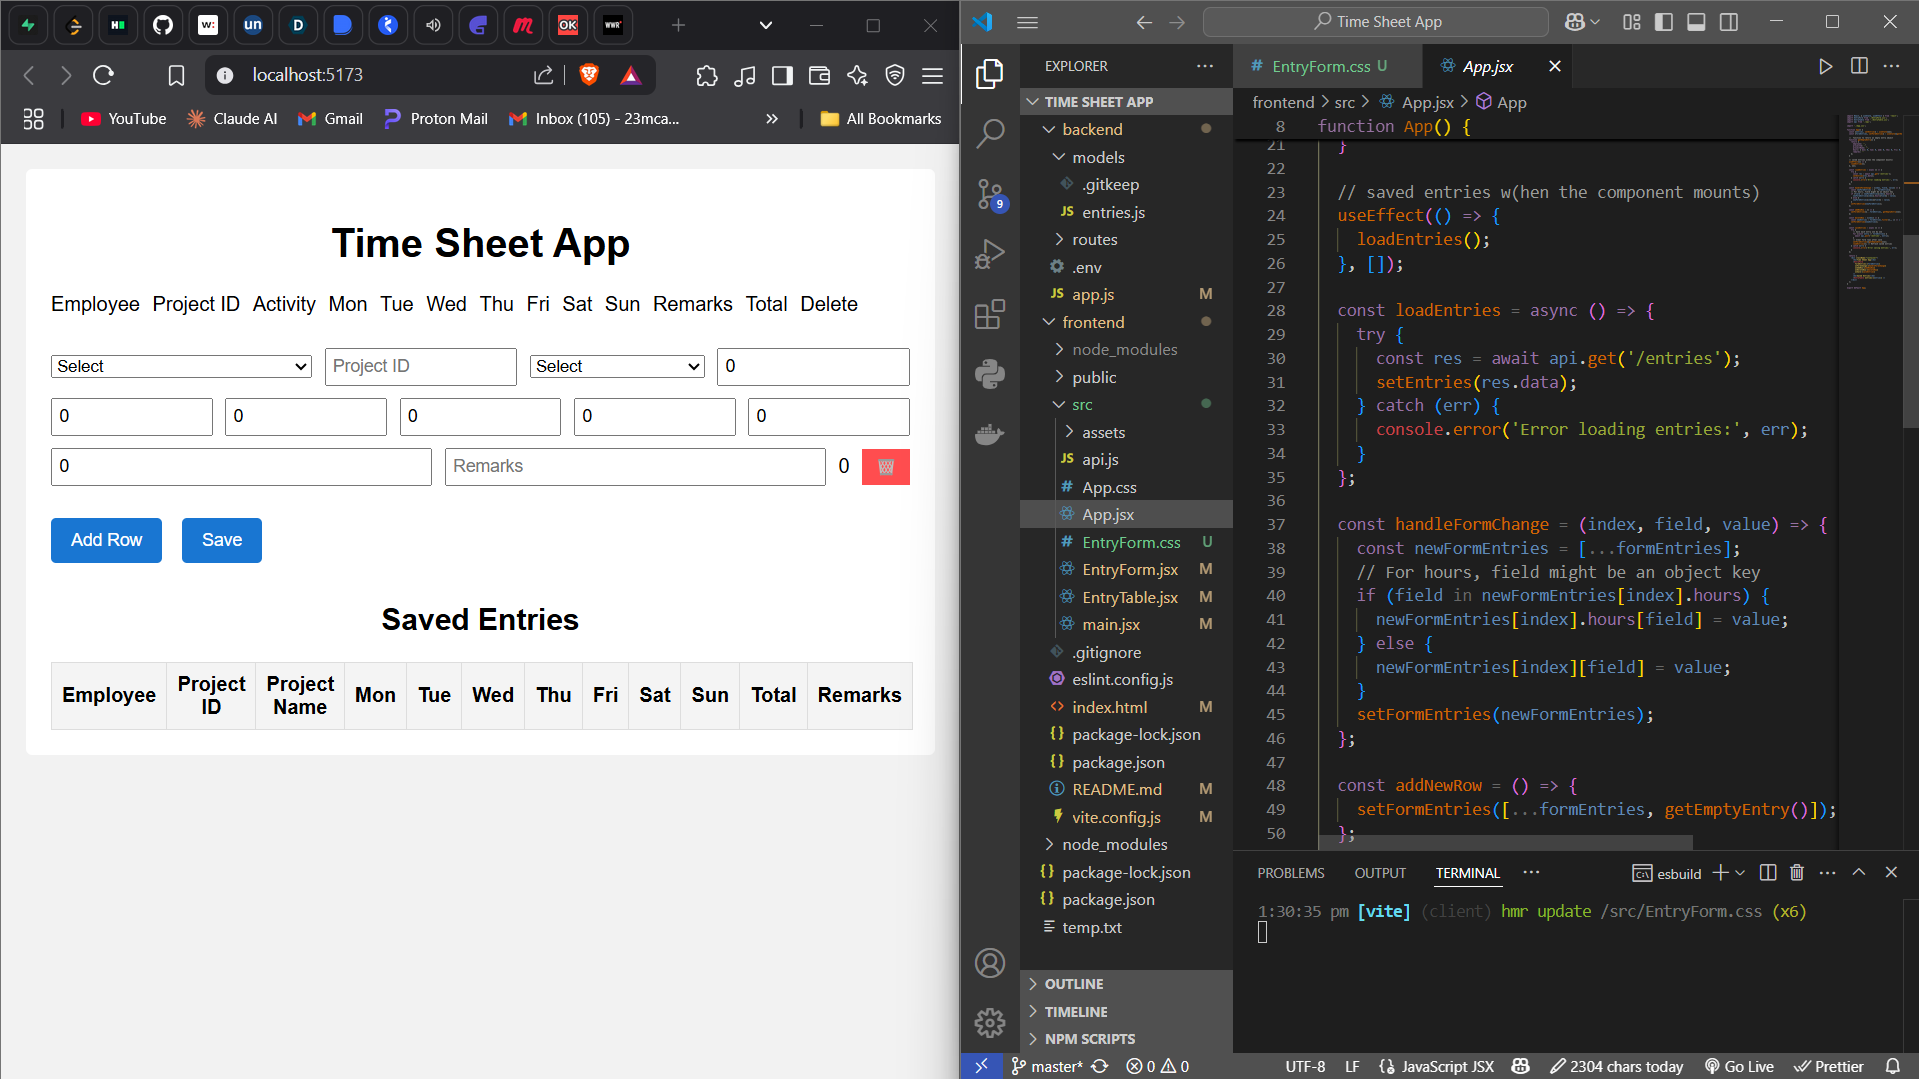 localhost:5173
YouTube
Claude AI
Gmail
Proton Mail
Inbox (105) - 23mca...
All Bookmarks
Time Sheet App
Employee Project ID Activity Mon Tue Wed Thu Fri Sat Sun Remarks Total Delete
Select Project ID Select 0
0 0 0 0 0
0 Remarks 0
Add Row Save
Saved Entries
Employee Project ID Project Name Mon Tue Wed Thu Fri Sat Sun Total Remarks
Time Sheet App
EXPLORER
TIME SHEET APP
backend
models
.gitkeep
JS entries.js
routes
.env
JS app.js M
frontend
node_modules
public
src
assets
JS api.js
# App.css
App.jsx
# EntryForm.css U
EntryForm.jsx M
EntryTable.jsx M
main.jsx M
.gitignore
eslint.config.js
<> index.html M
{} package-lock.json
{} package.json
README.md M
vite.config.js M
node_modules
{} package-lock.json
{} package.json
temp.txt
OUTLINE
TIMELINE
NPM SCRIPTS
9
# EntryForm.css U
App.jsx
frontend > src > App.jsx > App
8 function App() {
21 }
22
23 // saved entries w(hen the component mounts)
24 useEffect(() => {
25 loadEntries();
26 }, []);
27
28 const loadEntries = async () => {
29 try {
30 const res = await api.get('/entries');
31 setEntries(res.data);
32 } catch (err) {
33 console.error('Error loading entries:', err);
34 }
35 };
36
37 const handleFormChange = (index, field, value) => {
38 const newFormEntries = [...formEntries];
39 // For hours, field might be an object key
40 if (field in newFormEntries[index].hours) {
41 newFormEntries[index].hours[field] = value;
42 } else {
43 newFormEntries[index][field] = value;
44 }
45 setFormEntries(newFormEntries);
46 };
47
48 const addNewRow = () => {
49 setFormEntries([...formEntries, getEmptyEntry()]);
50 };
PROBLEMS OUTPUT TERMINAL
esbuild
1:30:35 pm [vite] (client) hmr update /src/EntryForm.css (x6)
master* 0 0 UTF-8 LF {} JavaScript JSX 2304 chars today Go Live Prettier